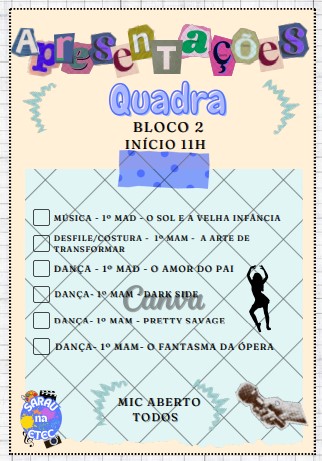 Apresentações
Quadra
BLOCO 2
INÍCIO 11H
MÚSICA - 1º MAD - O SOL E A VELHA INFÂNCIA
DESFILE/COSTURA - 1º MAM - A ARTE DE
TRANSFORMAR
DANÇA - 1º MAD - O AMOR DO PAI
DANÇA- 1º MAM - DARK SIDE
Canva
DANÇA- 1º MAM - PRETTY SAVAGE
DANÇA- 1º MAM- O FANTASMA DA ÓPERA
MIC ABERTO
TODOS
SARAU
na
ETEC